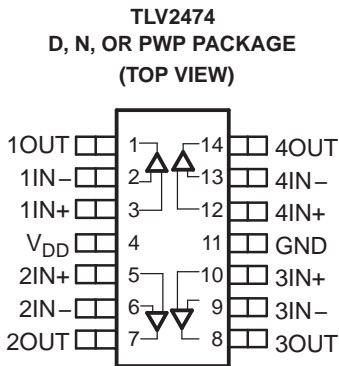 TLV2474
D, N, OR PWP PACKAGE
(TOP VIEW)
1OUT 1 14 4OUT
1IN− 2 13 4IN−
1IN+ 3 12 4IN+
VDD 4 11 GND
2IN+ 5 10 3IN+
2IN− 6 9 3IN−
2OUT 7 8 3OUT